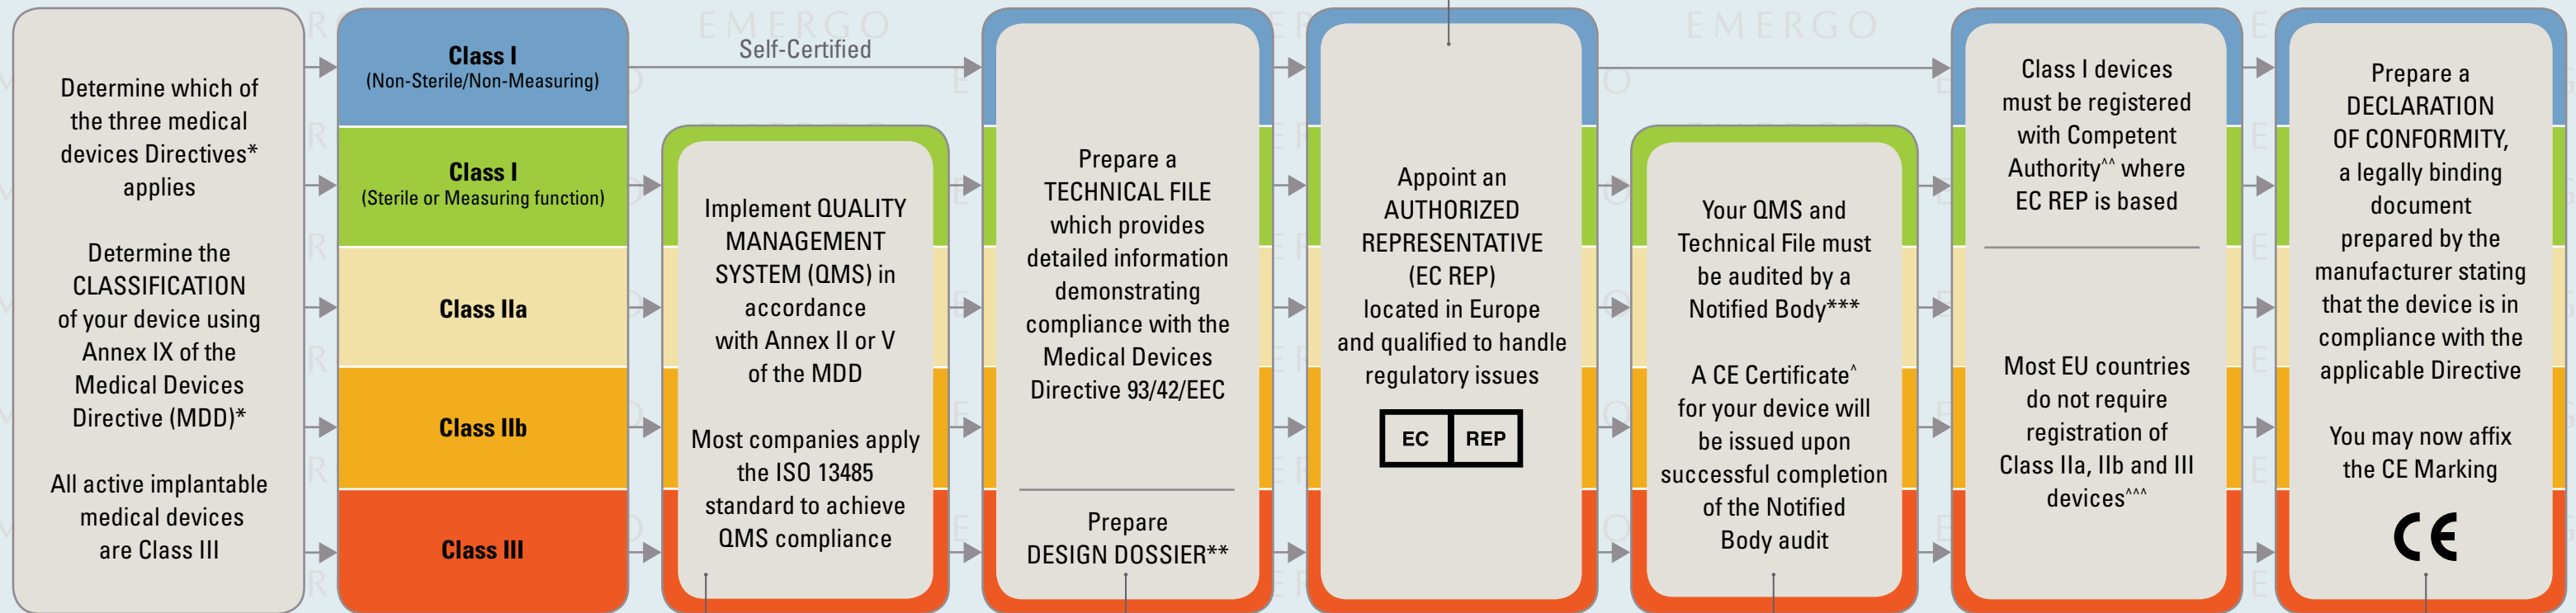 Determine which of
the three medical
devices Directives*
applies
Determine the
CLASSIFICATION
of your device using
Annex IX of the
Medical Devices
Directive (MDD)*
All active implantable
medical devices
are Class III
Class I
(Non-Sterile/Non-Measuring)
Class I
(Sterile or Measuring function)
Class IIa
Class IIb
Class III
Self-Certified
Implement QUALITY
MANAGEMENT
SYSTEM (QMS) in
accordance
with Annex II or V
of the MDD
Most companies apply
the ISO 13485
standard to achieve
QMS compliance
Prepare a
TECHNICAL FILE
which provides
detailed information
demonstrating
compliance with the
Medical Devices
Directive 93/42/EEC
Prepare
DESIGN DOSSIER**
Appoint an
AUTHORIZED
REPRESENTATIVE
(EC REP)
located in Europe
and qualified to handle
regulatory issues
EC REP
Your QMS and
Technical File must
be audited by a
Notified Body***
A CE Certificate^
for your device will
be issued upon
successful completion
of the Notified
Body audit
Class I devices
must be registered
with Competent
Authority^^ where
EC REP is based
Most EU countries
do not require
registration of
Class IIa, IIb and III
devices^^^
Prepare a
DECLARATION
OF CONFORMITY,
a legally binding
document
prepared by the
manufacturer stating
that the device is in
compliance with the
applicable Directive
You may now affix
the CE Marking
CE
EMERGO
EMERGO
EMERGO